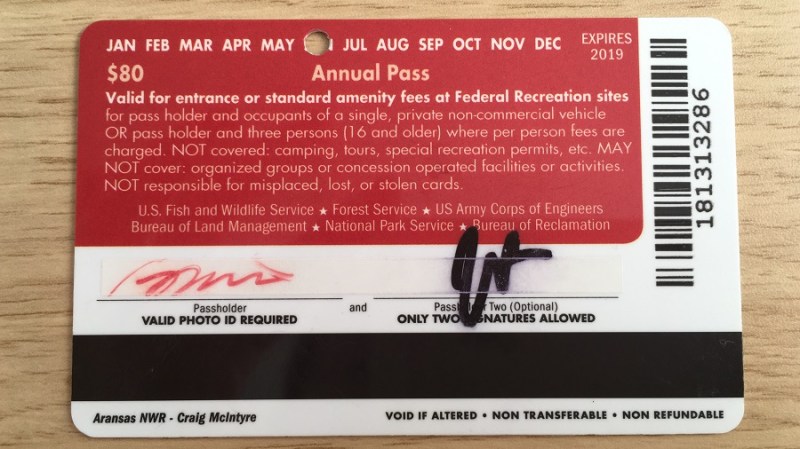 JAN FEB MAR APR MAY JUL AUG SEP OCT NOV DEC
EXPIRES
2019
$80
Annual Pass
Valid for entrance or standard amenity fees at Federal Recreation sites
for pass holder and occupants of a single, private non-commercial vehicle
OR pass holder and three persons (16 and older) where per person fees are
charged. NOT covered: camping, tours, special recreation permits, etc. MAY
NOT cover: organized groups or concession operated facilities or activities.
NOT responsible for misplaced, lost, or stolen cards.
U.S. Fish and Wildlife Service ★ Forest Service ★ US Army Corps of Engineers
Bureau of Land Management ★ National Park Service ★ Bureau of Reclamation
181313286
Passholder
VALID PHOTO ID REQUIRED
and
Passholder Two (Optional)
ONLY TWO SIGNATURES ALLOWED
Aransas NWR - Craig McIntyre
VOID IF ALTERED • NON TRANSFERABLE • NON REFUNDABLE